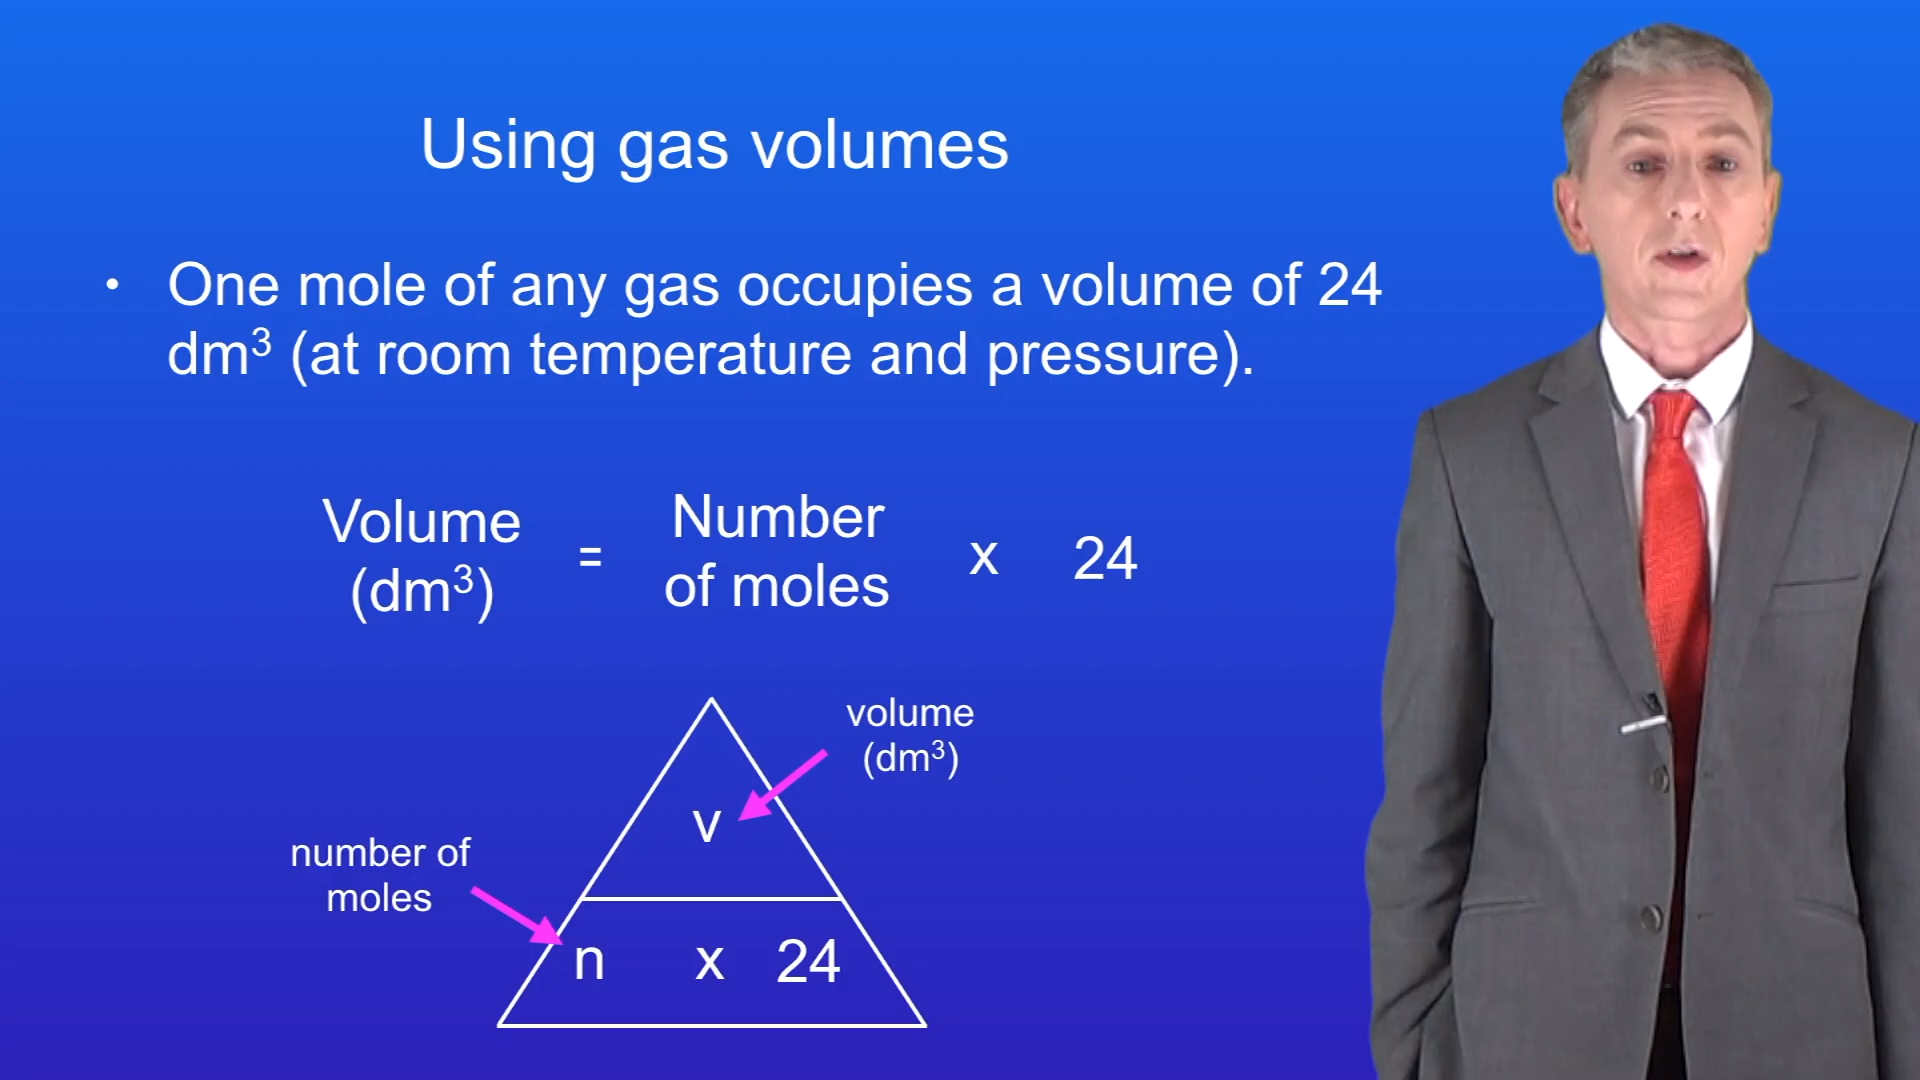 Using gas volumes
• One mole of any gas occupies a volume of 24
dm³ (at room temperature and pressure).
Volume
(dm³)
=
Number
of moles
x 24
volume
(dm³)
v
number of
moles
n x 24